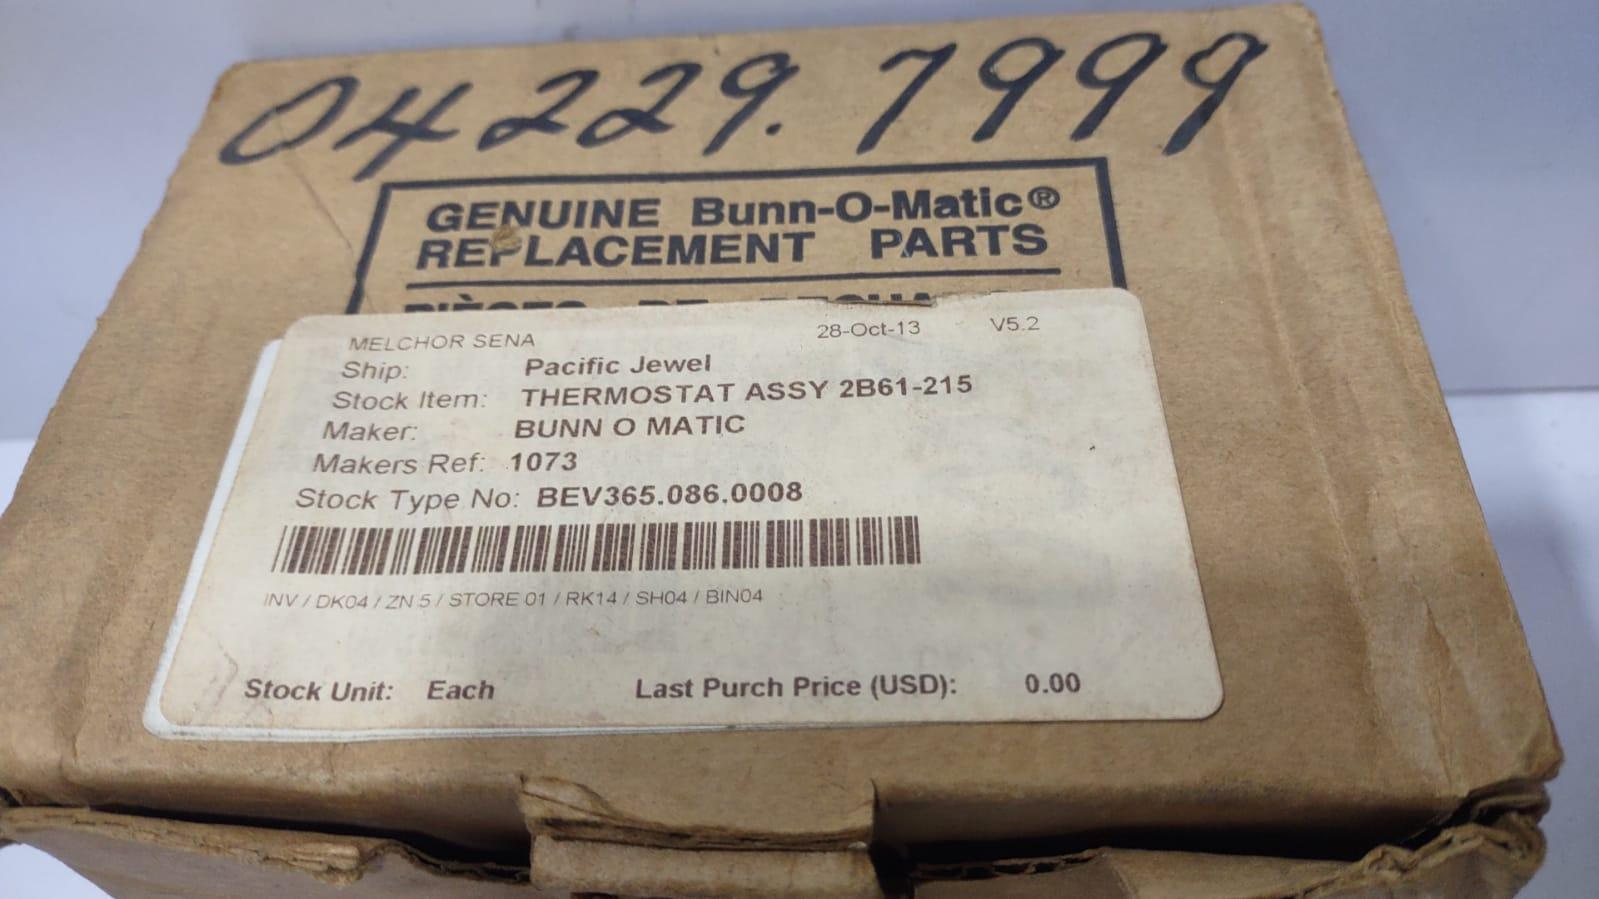 04229.7999
GENUINE Bunn-O-Matic®
REPLACEMENT PARTS
PIÈCES DE
MELCHOR SENA 28-Oct-13 V5.2
Ship: Pacific Jewel
Stock Item: THERMOSTAT ASSY 2B61-215
Maker: BUNN O MATIC
Makers Ref: 1073
Stock Type No: BEV365.086.0008
INV / DK04 / ZN 5 / STORE 01 / RK14 / SH04 / BIN04
Stock Unit: Each Last Purch Price (USD): 0.00